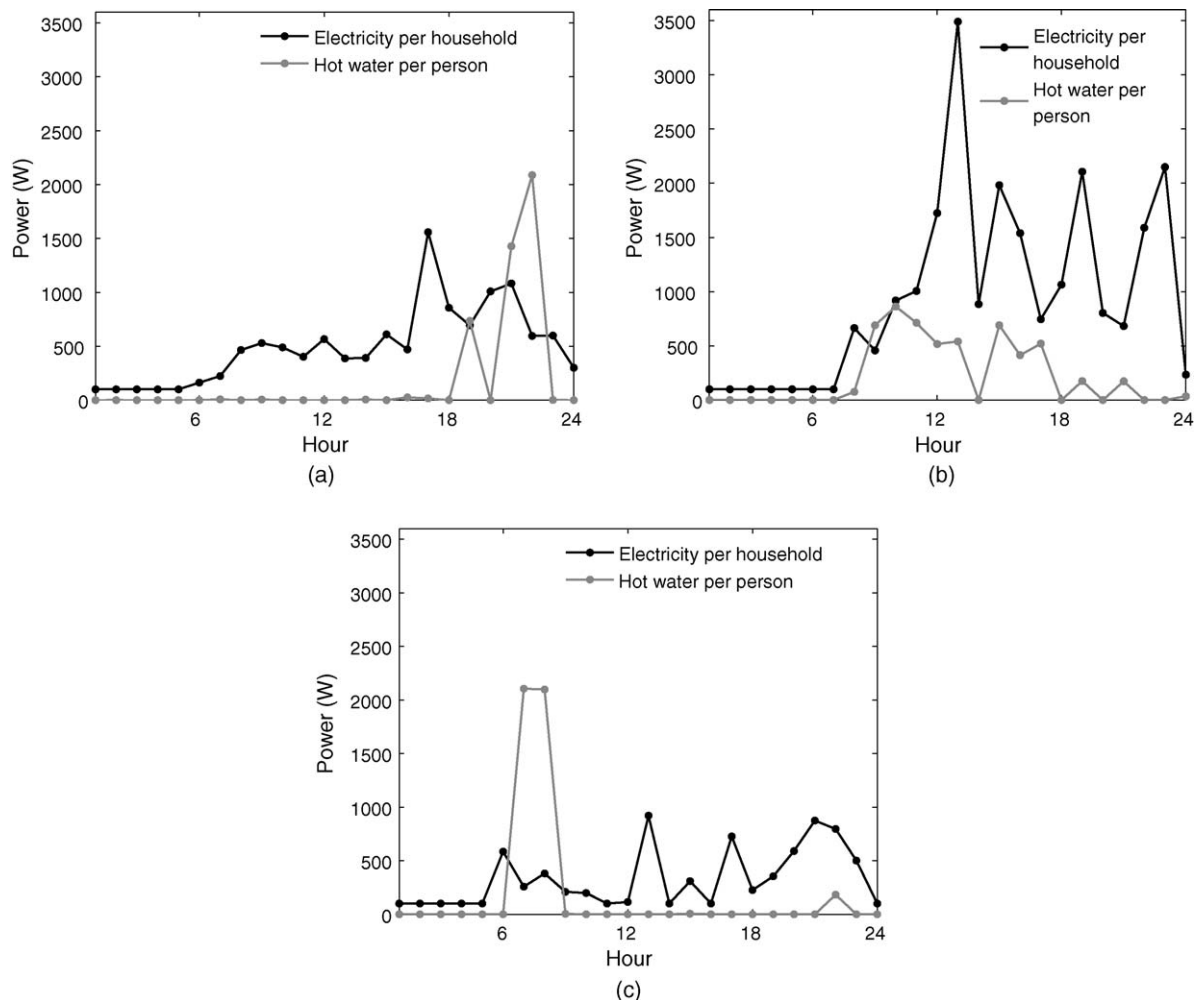 3500
3000
2500
2000
1500
1000
500
0
Power (W)
Electricity per household
Hot water per person
6
12
18
24
Hour
(a)
3500
3000
2500
2000
1500
1000
500
0
Power (W)
Electricity per
household
Hot water per
person
6
12
18
24
Hour
(b)
3500
3000
2500
2000
1500
1000
500
0
Power (W)
Electricity per household
Hot water per person
6
12
18
24
Hour
(c)